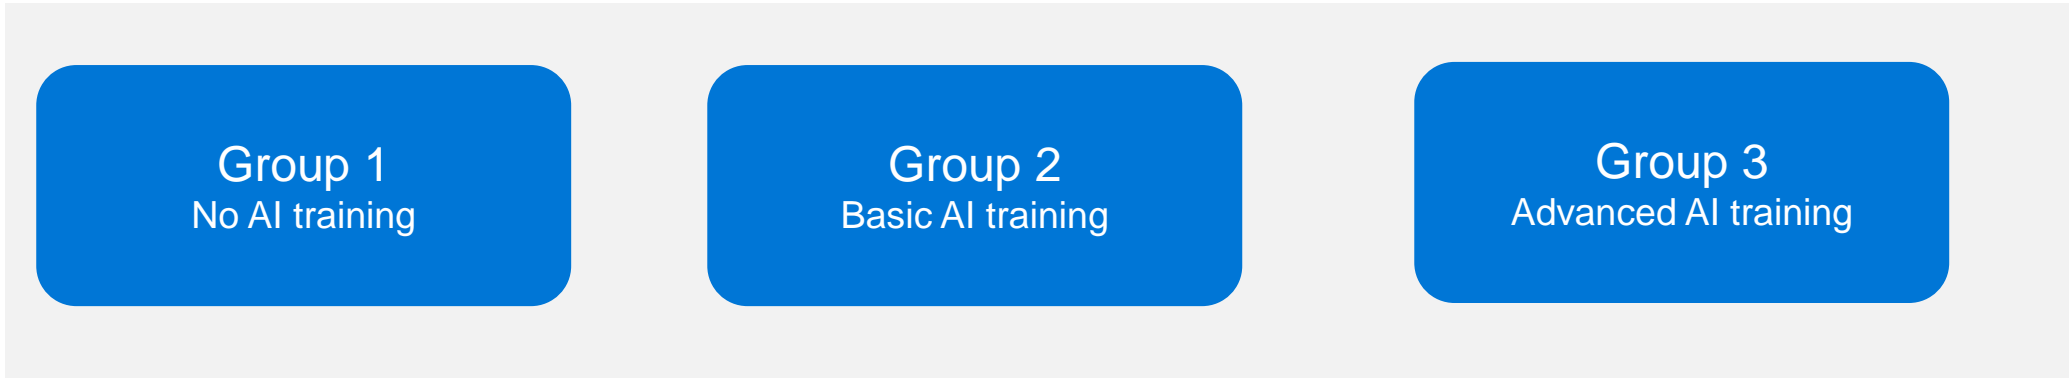 Group 1
No AI training
Group 2
Basic AI training
Group 3
Advanced AI training